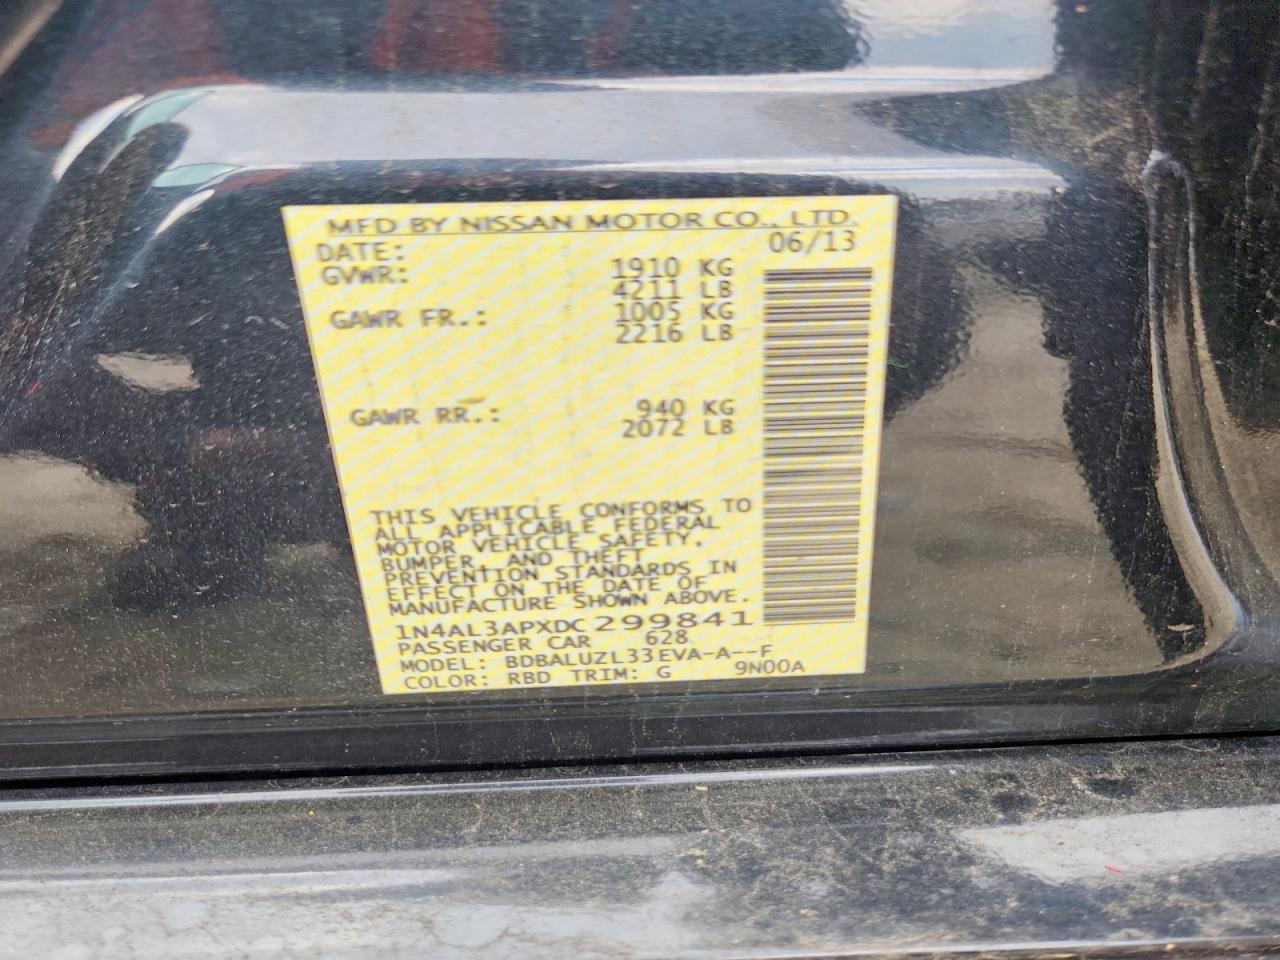 MFD BY NISSAN MOTOR CO., LTD.
DATE: 06/13
GVWR: 1910 KG
4211 LB
GAWR FR.: 1005 KG
2216 LB
GAWR RR.: 940 KG
2072 LB
THIS VEHICLE CONFORMS TO
ALL APPLICABLE FEDERAL
MOTOR VEHICLE SAFETY,
BUMPER, AND THEFT
PREVENTION STANDARDS IN
EFFECT ON THE DATE OF
MANUFACTURE SHOWN ABOVE.
1N4AL3APXDC299841
PASSENGER CAR 628
MODEL: BDBALUZL33EVA-A--F
COLOR: RBD TRIM: G 9N00A